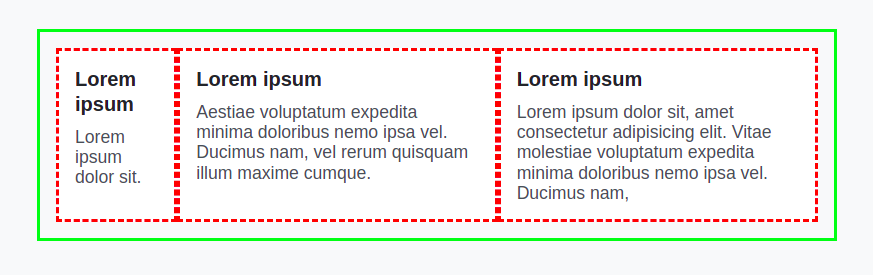 Lorem
ipsum
Lorem
ipsum
dolor sit.
Lorem ipsum
Aestiae voluptatum expedita
minima doloribus nemo ipsa vel.
Ducimus nam, vel rerum quisquam
illum maxime cumque.
Lorem ipsum
Lorem ipsum dolor sit, amet
consectetur adipisicing elit. Vitae
molestiae voluptatum expedita
minima doloribus nemo ipsa vel.
Ducimus nam,